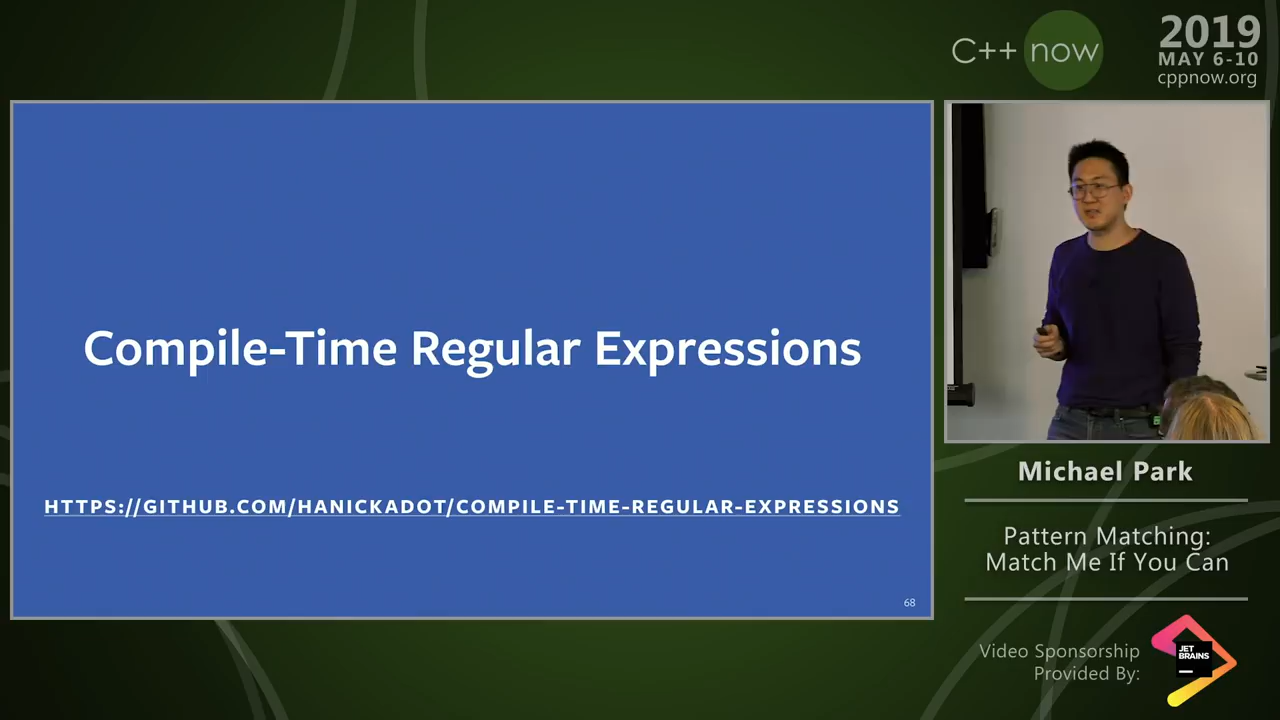 C++ now
2019
MAY 6-10
cppnow.org
Compile-Time Regular Expressions
HTTPS://GITHUB.COM/HANICKADOT/COMPILE-TIME-REGULAR-EXPRESSIONS
68
Michael Park
Pattern Matching:
Match Me If You Can
Video Sponsorship
Provided By:
JET
BRAINS